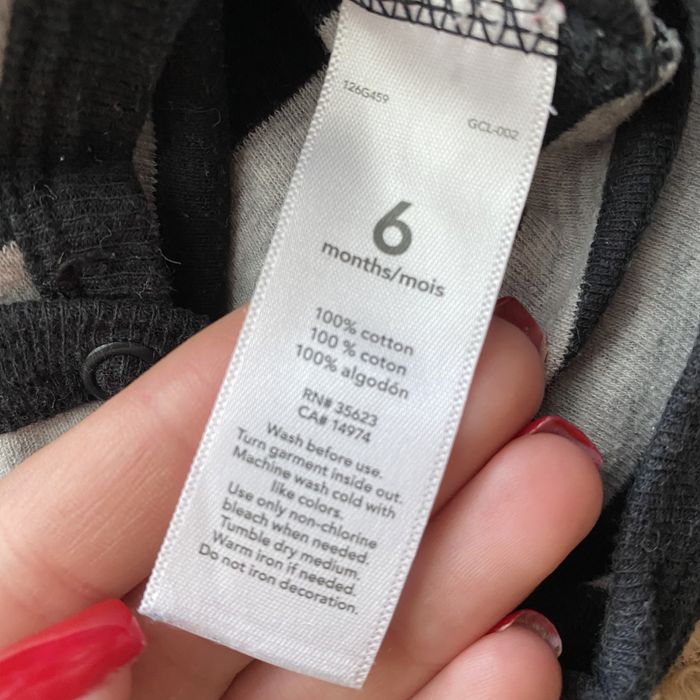 126G459
GCL-002
6
months/mois
100% cotton
100 % coton
100% algodón
RN# 35623
CA# 14974
Wash before use.
Turn garment inside out.
Machine wash cold with
like colors.
Use only non-chlorine
bleach when needed.
Tumble dry medium.
Warm iron if needed.
Do not iron decoration.